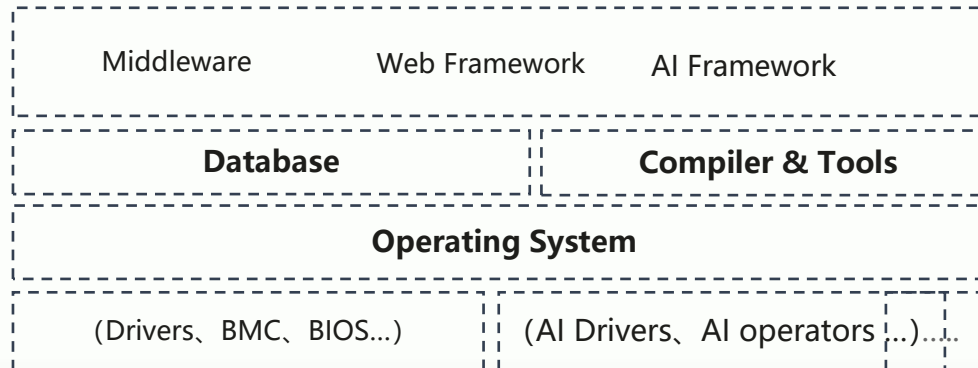 Middleware Web Framework AI Framework
Database Compiler & Tools
Operating System
(Drivers、BMC、BIOS...) (AI Drivers、AI operators ...).....